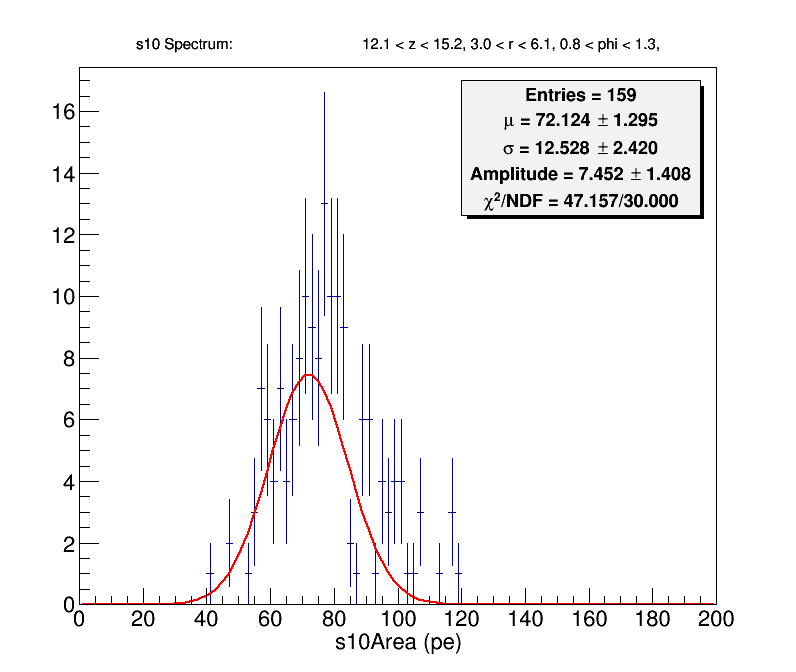 s10 Spectrum: 12.1 < z < 15.2, 3.0 < r < 6.1, 0.8 < phi < 1.3,
Entries = 159
μ = 72.124 ± 1.295
σ = 12.528 ± 2.420
Amplitude = 7.452 ± 1.408
χ²/NDF = 47.157/30.000
16
14
12
10
8
6
4
2
0
0 20 40 60 80 100 120 140 160 180 200
s10Area (pe)